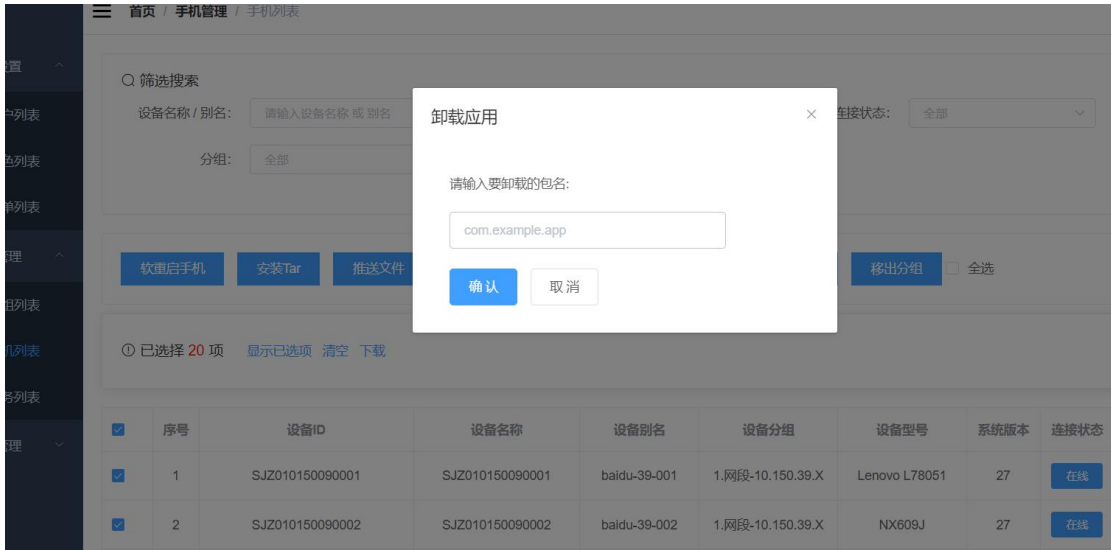 首页 / 手机管理 / 手机列表
置
户列表
色列表
单列表
管理
组列表
机列表
务列表
管理
筛选搜索
设备名称 / 别名: 请输入设备名称 或 别名
连接状态: 全部
分组: 全部
软重启手机 安装Tar 推送文件 移出分组 全选
卸载应用
请输入要卸载的包名:
com.example.app
确认 取消
已选择 20 项 显示已选项 清空 下载
序号 设备ID 设备名称 设备别名 设备分组 设备型号 系统版本 连接状态
1 SJZ010150090001 SJZ010150090001 baidu-39-001 1.网段-10.150.39.X Lenovo L78051 27 在线
2 SJZ010150090002 SJZ010150090002 baidu-39-002 1.网段-10.150.39.X NX609J 27 在线